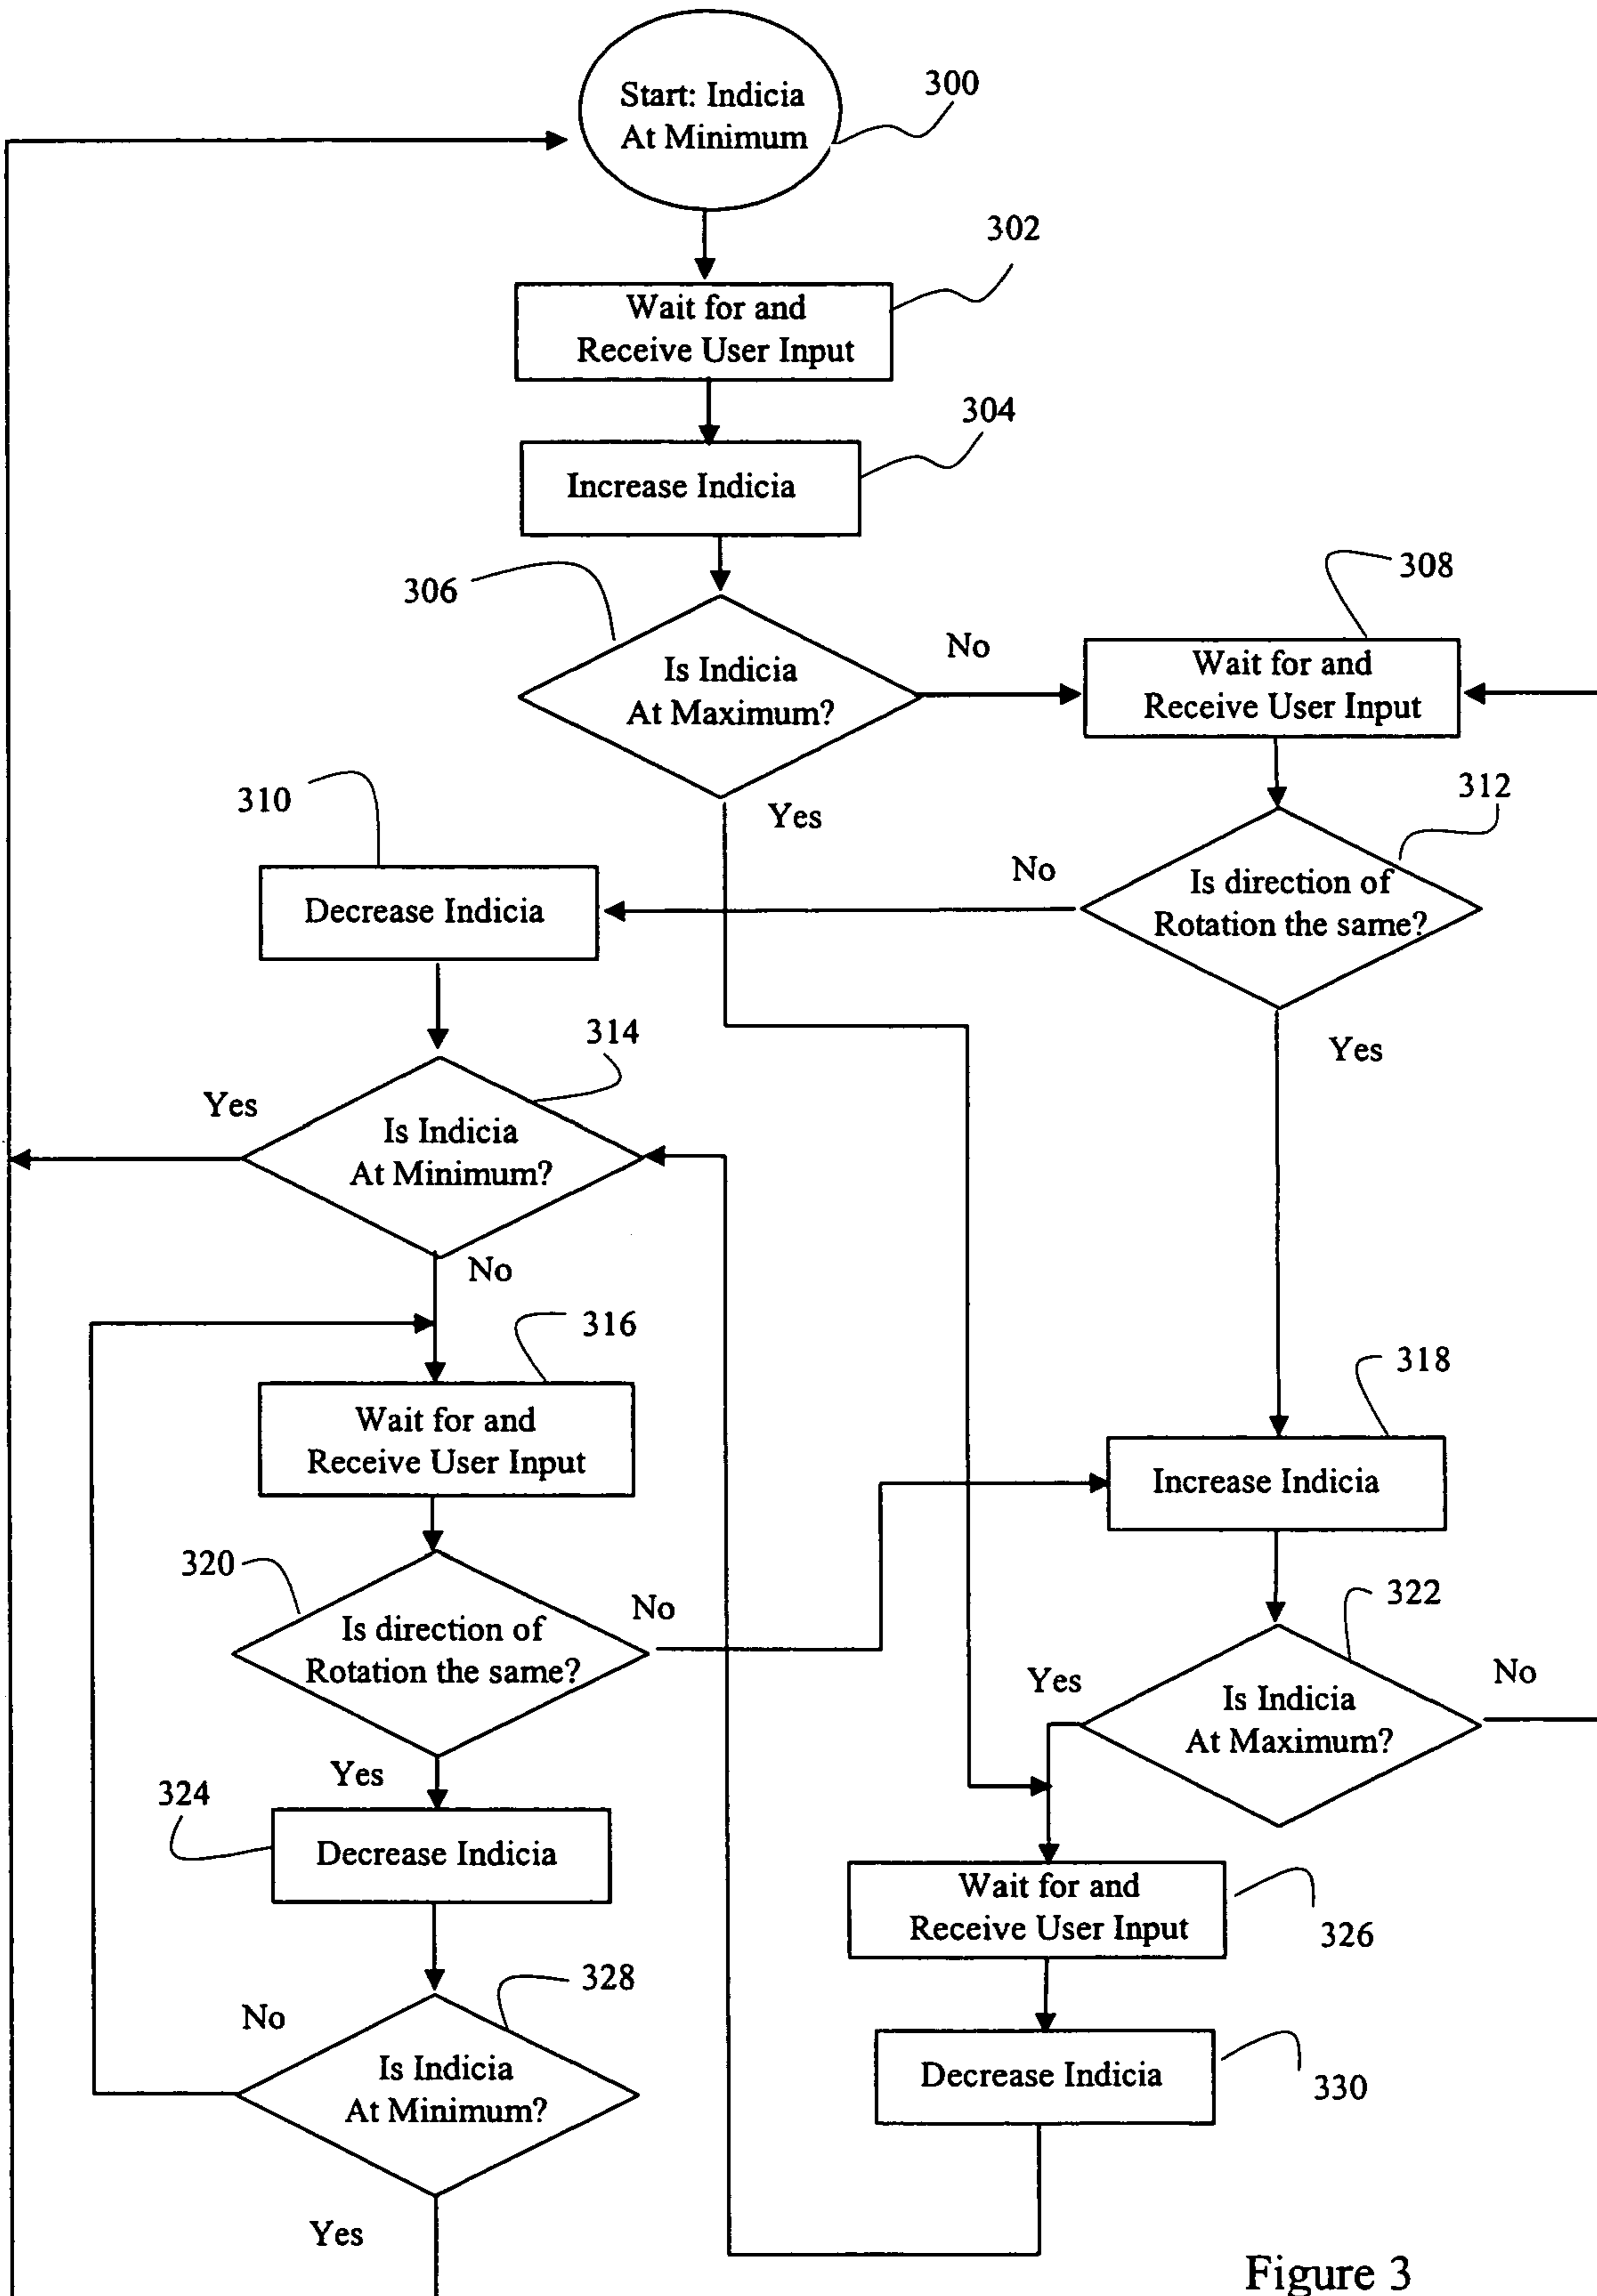 Start: Indicia
At Minimum
300
302
Wait for and
Receive User Input
304
Increase Indicia
306
Is Indicia
At Maximum?
No
308
Wait for and
Receive User Input
Yes
310
Decrease Indicia
312
Is direction of
Rotation the same?
No
Yes
314
Is Indicia
At Minimum?
Yes
No
316
Wait for and
Receive User Input
318
Increase Indicia
320
Is direction of
Rotation the same?
No
Yes
322
Is Indicia
At Maximum?
Yes
No
324
Decrease Indicia
326
Wait for and
Receive User Input
328
Is Indicia
At Minimum?
No
Yes
330
Decrease Indicia
Figure 3